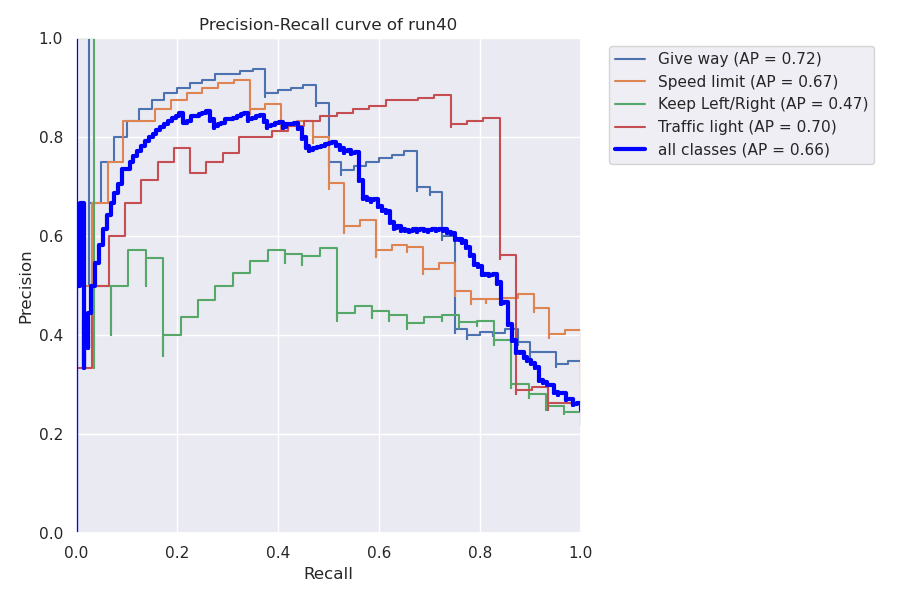 Precision-Recall curve of run40
1.0
0.8
0.6
0.4
0.2
0.0
Precision
0.0 0.2 0.4 0.6 0.8 1.0
Recall
Give way (AP = 0.72)
Speed limit (AP = 0.67)
Keep Left/Right (AP = 0.47)
Traffic light (AP = 0.70)
all classes (AP = 0.66)